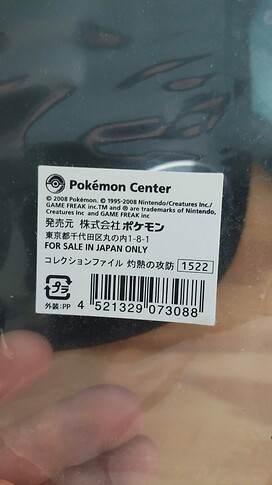 Pokémon Center
© 2008 Pokémon. © 1995-2008 Nintendo/Creatures Inc./
GAME FREAK inc.TM and ® are trademarks of Nintendo,
Creatures Inc and GAME FREAK inc
発売元 株式会社ポケモン
東京都千代田区丸の内1-8-1
FOR SALE IN JAPAN ONLY
コレクションファイル 灼熱の攻防 1522
プラ
外装:PP
4 521329 073088